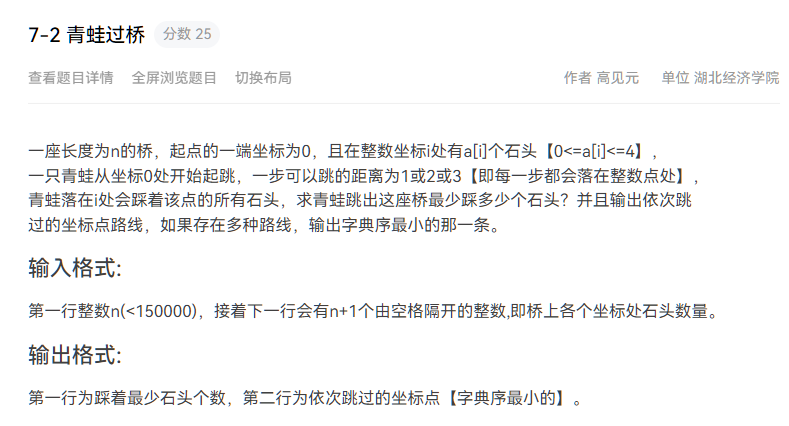 7-2 青蛙过桥 分数 25
查看题目详情 全屏浏览题目 切换布局 作者 高见元 单位 湖北经济学院
一座长度为n的桥，起点的一端坐标为0，且在整数坐标i处有a[i]个石头【0<=a[i]<=4】，
一只青蛙从坐标0处开始起跳，一步可以跳的距离为1或2或3【即每一步都会落在整数点处】，
青蛙落在i处会踩着该点的所有石头，求青蛙跳出这座桥最少踩多少个石头？并且输出依次跳
过的坐标点路线，如果存在多种路线，输出字典序最小的那一条。
输入格式:
第一行整数n(<150000)，接着下一行会有n+1个由空格隔开的整数,即桥上各个坐标处石头数量。
输出格式:
第一行为踩着最少石头个数，第二行为依次跳过的坐标点【字典序最小的】。